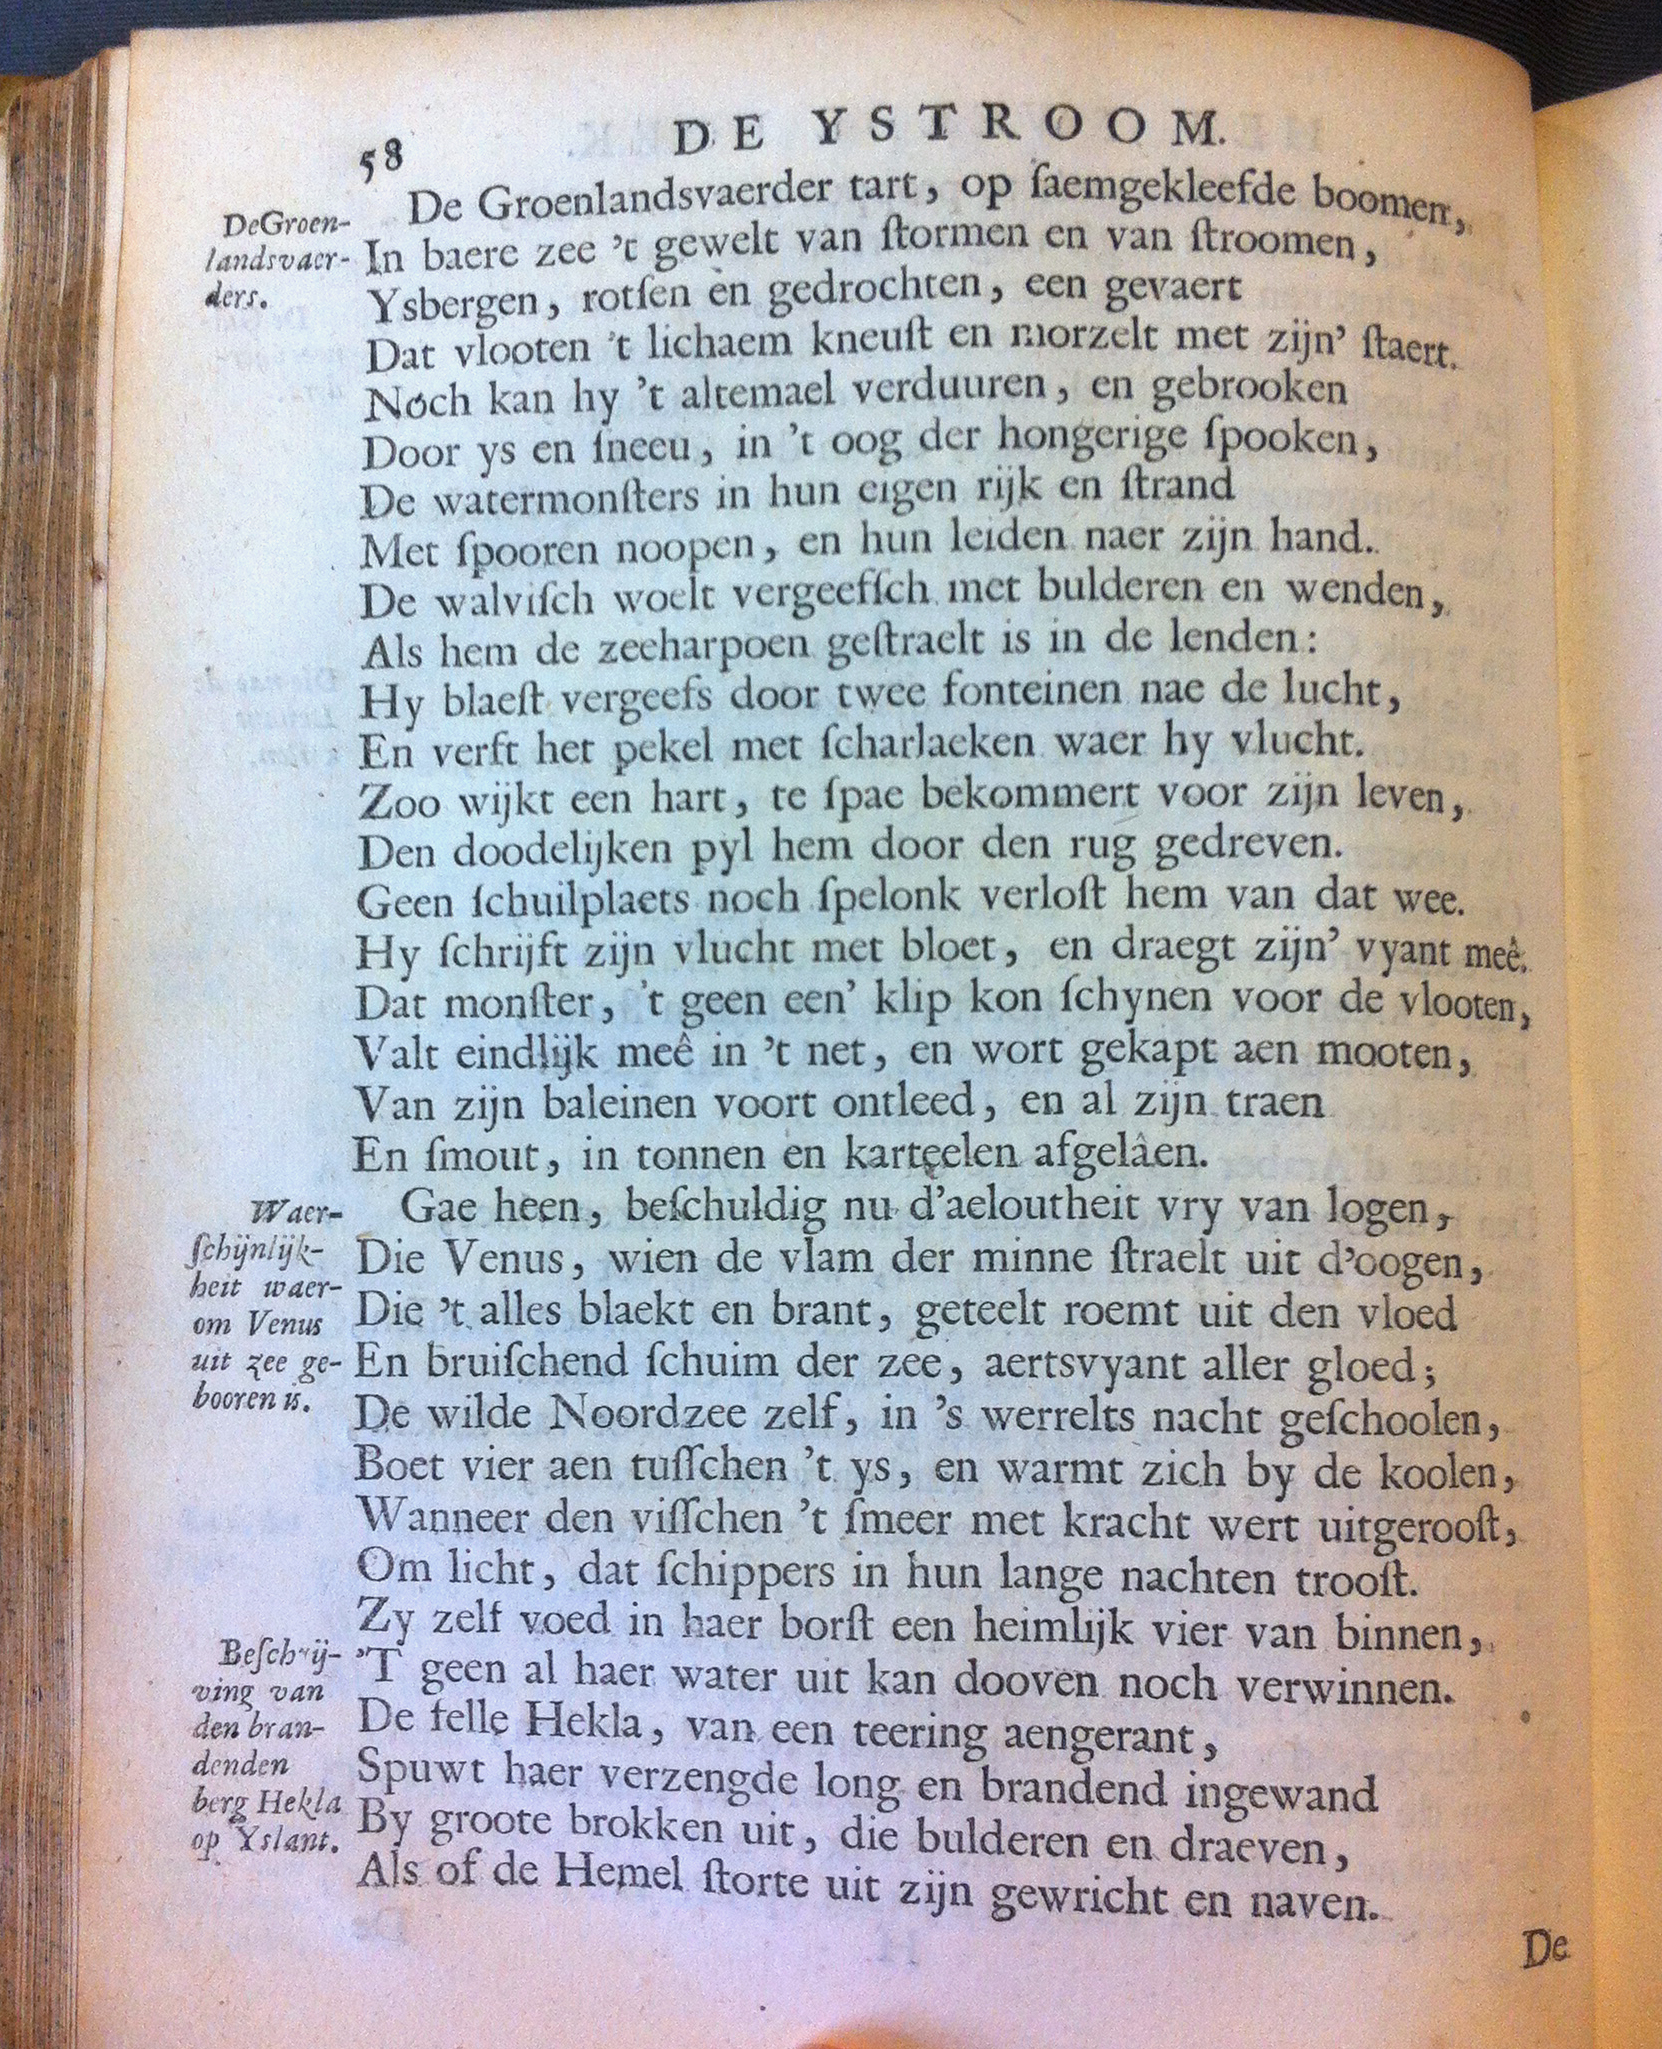 58
DE YSTROOM.
DeGroen-
landsvaer-
ders.
De Groenlandsvaerder tart, op ſaemgekleefde boomen,
In baere zee 't gewelt van ſtormen en van ſtroomen,
Ysbergen, rotſen en gedrochten, een gevaert
Dat vlooten 't lichaem kneuſt en morzelt met zijn' ſtaert.
Noch kan hy 't altemael verduuren, en gebrooken
Door ys en ſneeu, in 't oog der hongerige ſpooken,
De watermonſters in hun eigen rijk en ſtrand
Met ſpooren noopen, en hun leiden naer zijn hand.
De walviſch woelt vergeefſch met bulderen en wenden,
Als hem de zeeharpoen geſtraelt is in de lenden:
Hy blaeſt vergeefs door twee fonteinen nae de lucht,
En verft het pekel met ſcharlaeken waer hy vlucht.
Zoo wijkt een hart, te ſpae bekommert voor zijn leven,
Den doodelijken pyl hem door den rug gedreven.
Geen ſchuilplaets noch ſpelonk verloſt hem van dat wee.
Hy ſchrijft zijn vlucht met bloet, en draegt zijn' vyant meê.
Dat monſter, 't geen een' klip kon ſchynen voor de vlooten,
Valt eindlijk meê in 't net, en wort gekapt aen mooten,
Van zijn baleinen voort ontleed, en al zijn traen
En ſmout, in tonnen en karteelen afgelâen.
Waer-
ſchijnlijk-
heit waer-
om Venus
uit zee ge-
booren is.
Gae heen, beſchuldig nu d'aeloutheit vry van logen,
Die Venus, wien de vlam der minne ſtraelt uit d'oogen,
Die 't alles blaekt en brant, geteelt roemt uit den vloed
En bruiſchend ſchuim der zee, aertsvyant aller gloed;
De wilde Noordzee zelf, in 's werrelts nacht geſchoolen,
Boet vier aen tuſſchen 't ys, en warmt zich by de koolen,
Wanneer den viſſchen 't ſmeer met kracht wert uitgerooſt,
Om licht, dat ſchippers in hun lange nachten trooſt.
Zy zelf voed in haer borſt een heimlijk vier van binnen,
'T geen al haer water uit kan dooven noch verwinnen.
Beſchrij-
ving van
den bran-
denden
berg Hekla
op Yslant.
De felle Hekla, van een teering aengerant,
Spuwt haer verzengde long en brandend ingewand
By groote brokken uit, die bulderen en draeven,
Als of de Hemel ſtorte uit zijn gewricht en naven.
De